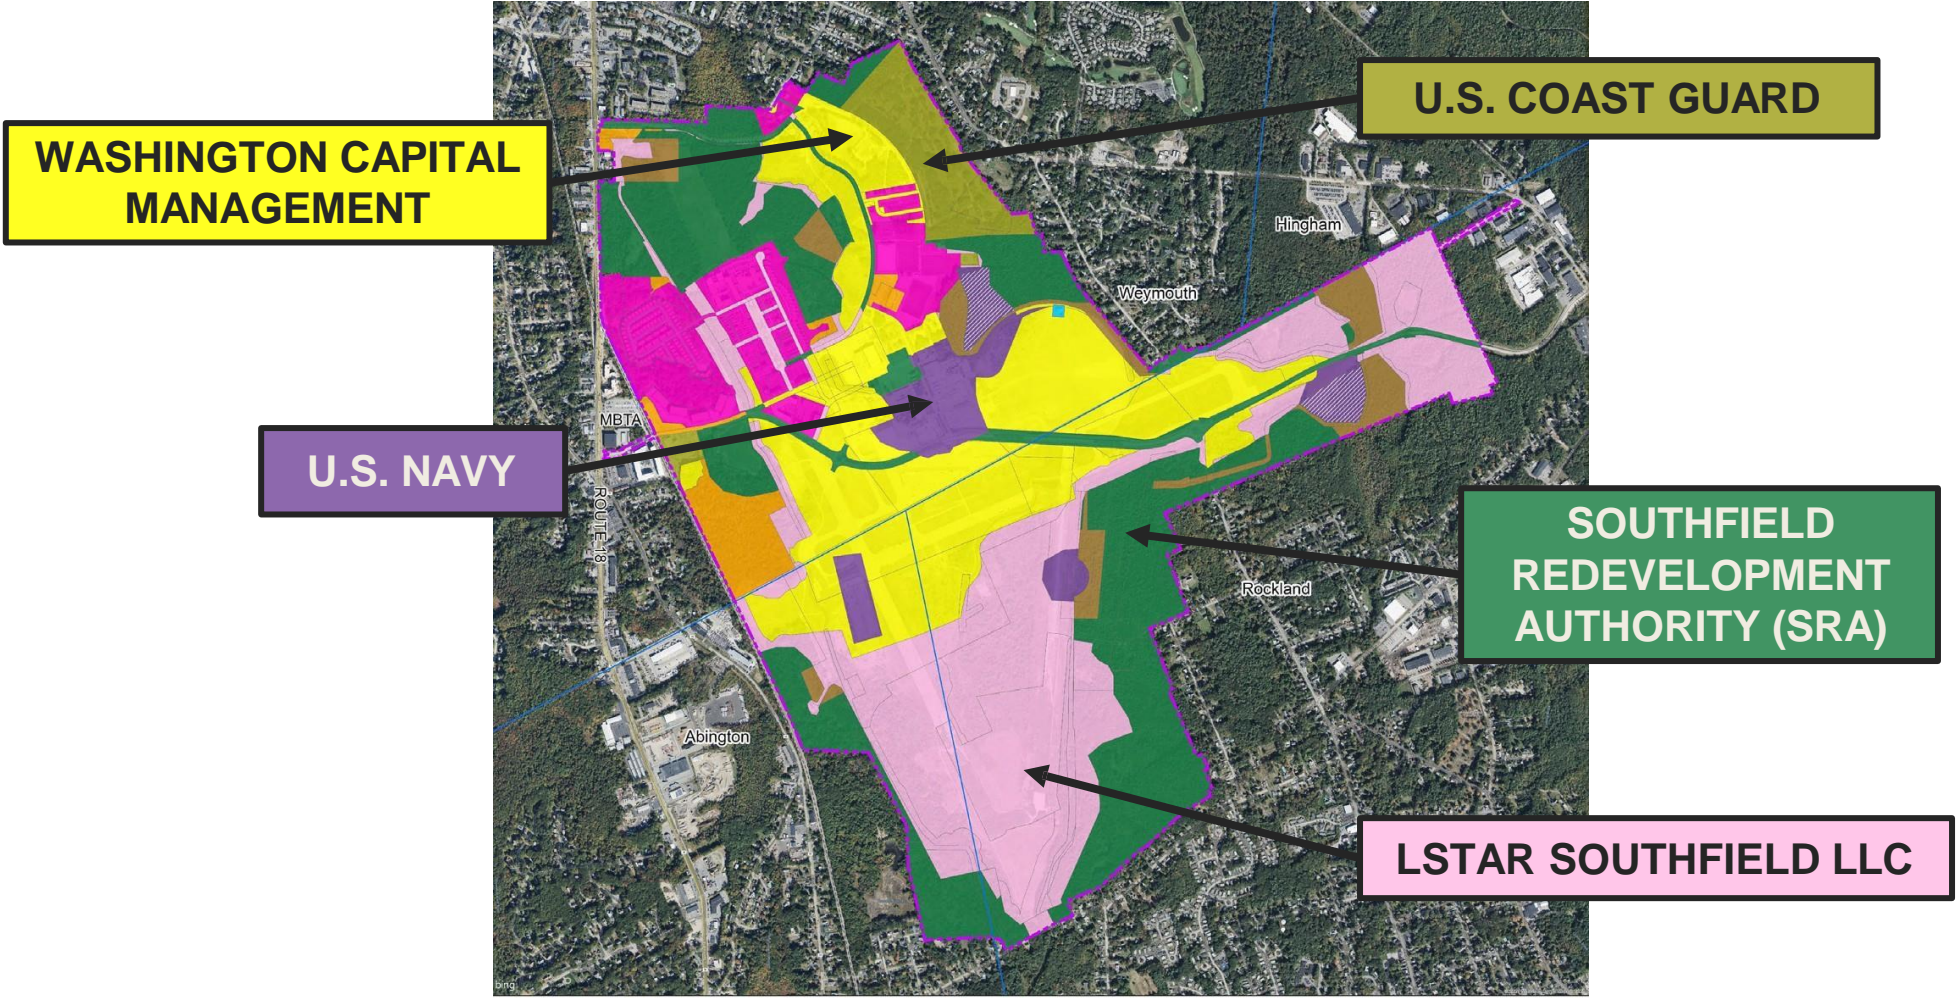 U.S. COAST GUARD
WASHINGTON CAPITAL
MANAGEMENT
Hingham
Weymouth
MBTA
U.S. NAVY
ROUTE 18
SOUTHFIELD
REDEVELOPMENT
AUTHORITY (SRA)
Rockland
Abington
LSTAR SOUTHFIELD LLC
bing